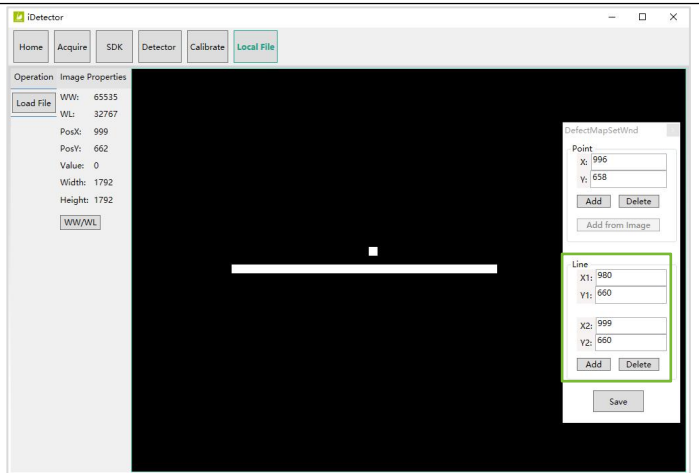 iDetector
Home Acquire SDK Detector Calibrate Local File
Operation Image Properties
Load File
WW: 65535
WL: 32767
PosX: 999
PosY: 662
Value: 0
Width: 1792
Height: 1792
WW/WL
DefectMapSetWnd
Point
X: 996
Y: 658
Add Delete
Add from Image
Line
X1: 980
Y1: 660
X2: 999
Y2: 660
Add Delete
Save